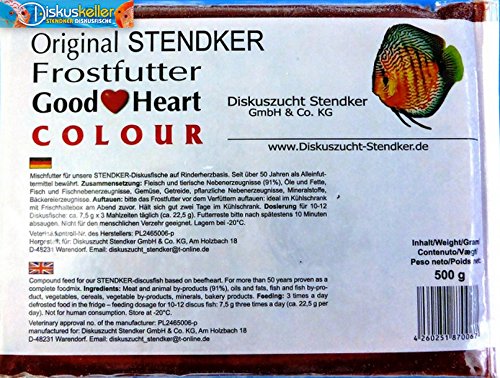 Diskuskeller
STENDKER DISKUSFISCHE
Original STENDKER
Frostfutter
Good Heart
COLOUR
Diskuszucht Stendker
GmbH & Co. KG
www.Diskuszucht-Stendker.de
Mischfutter für unsere STENDKER-Diskusfische auf Rinderherzbasis. Seit über 50 Jahren als Alleinfut-
termittel bewährt. Zusammensetzung: Fleisch und tierische Nebenerzeugnisse (91%), Öle und Fette,
Fisch und Fischnebenerzeugnisse, Gemüse, Getreide, pflanzliche Nebenerzeugnisse, Mineralstoffe,
Bäckereierzeugnisse. Auftauen: bitte das Frostfutter vor dem Verfüttern auftauen: ideal im Kühlschrank
mit Frischhaltebox am Abend zuvor. Hält sich gut zwei Tage im Kühlschrank. Dosierung für 10-12
Diskusfische: ca. 7,5g x 3 Mahlzeiten täglich (ca. 22,5g). Futterreste bitte nach spätestens 10 Minuten
absaugen. Nicht für den menschlichen Verzehr geeignet. Lagern bei -20°C.
Veterinärkontroll-Nr. des Herstellers: PL2465006-p
Hergestellt für: Diskuszucht Stendker GmbH & Co. KG, Am Holzbach 18
D-48231 Warendorf. Email: diskuszucht_stendker@t-online.de
Compound feed for our STENDKER-discusfish based on beefheart. For more than 50 years proven as a
complete foodmix. Ingredients: Meat and animal by-products (91%), oils and fats, fish and fish by-prod-
uct, vegetables, cereals, vegetable by-products, minerals, bakery products. Feeding: 3 times a day
defrosted food in the fridge – feeding dosage for 10-12 discus fish: 7,5g three times a day (ca. 22,5g per
day). Not for human consumption. Store at -20°C.
Veterinary approval no. of the manufacturer: PL2465006-p
manufactured for: Diskuszucht Stendker GmbH & Co. KG, Am Holzbach 18
D-48231 Warendorf. Email: diskuszucht_stendker@t-online.de
Inhalt/Weight/
Contenuto/
Peso neto/Poids
500 g
4 260251 87006